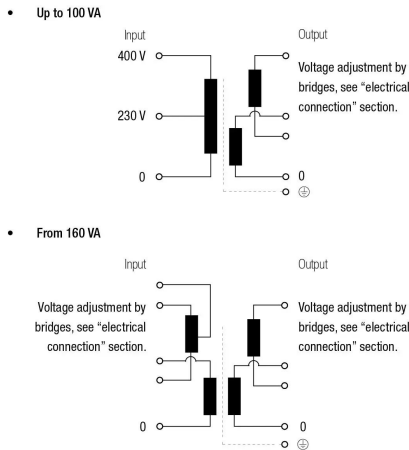 • Up to 100 VA
Input
Output
400 V
Voltage adjustment by
bridges, see “electrical
connection” section.
230 V
0
0
• From 160 VA
Input
Output
Voltage adjustment by
bridges, see “electrical
connection” section.
Voltage adjustment by
bridges, see “electrical
connection” section.
0
0